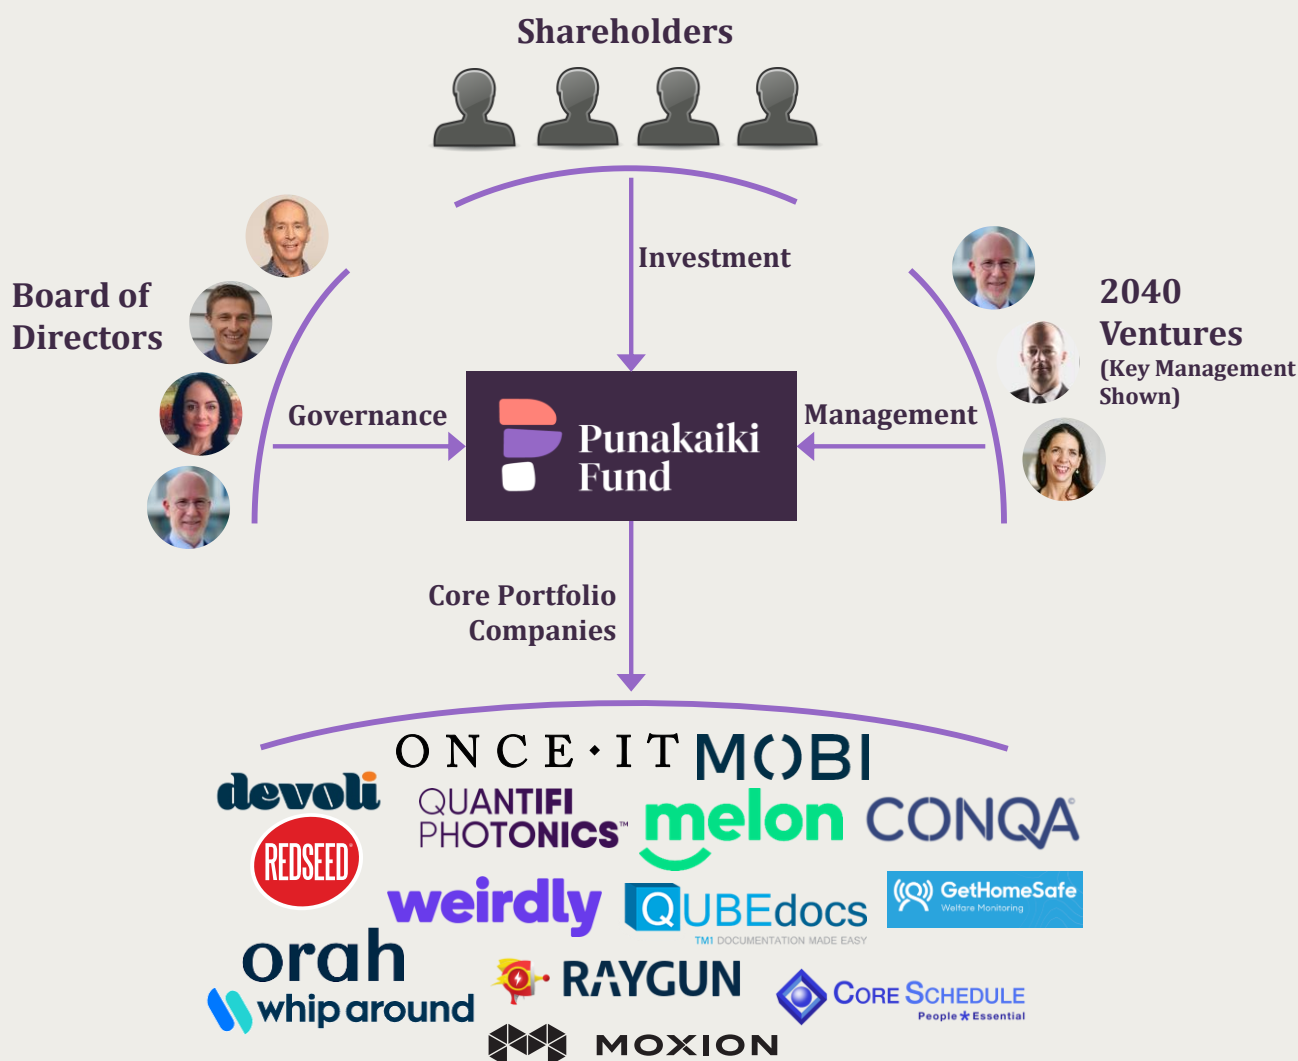 Shareholders
Investment
Board of
Directors
2040
Ventures
(Key Management
Shown)
Governance
Management
Punakaiki
Fund
Core Portfolio
Companies
ONCE·IT
MOBI
devoli
QUANTIFI
PHOTONICS™
melon
CONQA©
REDSEED
weirdly
QUBEdocs
TM1 DOCUMENTATION MADE EASY
GetHomeSafe
Welfare Monitoring
orah
whip around
RAYGUN
CORE SCHEDULE
People★Essential
MOXION